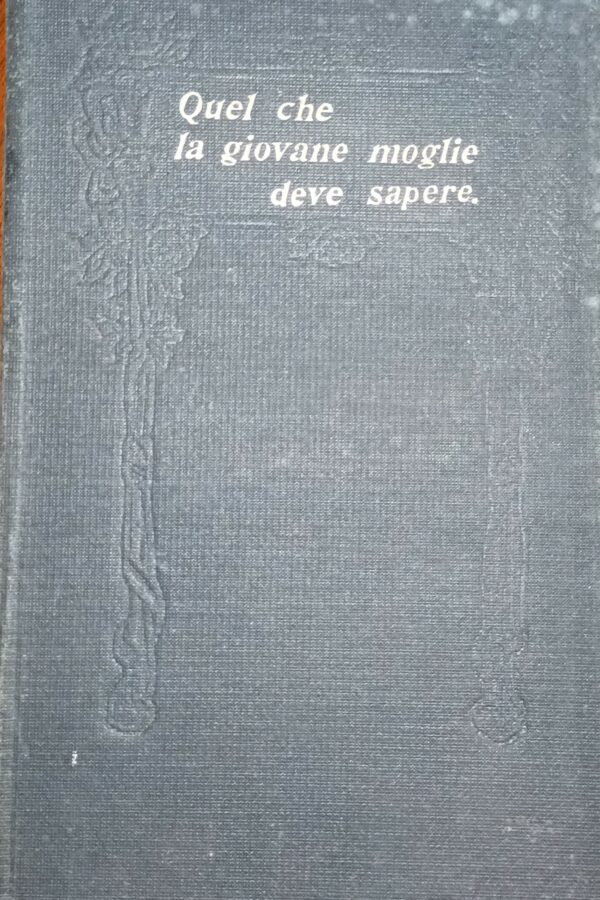 Quel che
la giovane moglie
deve sapere.